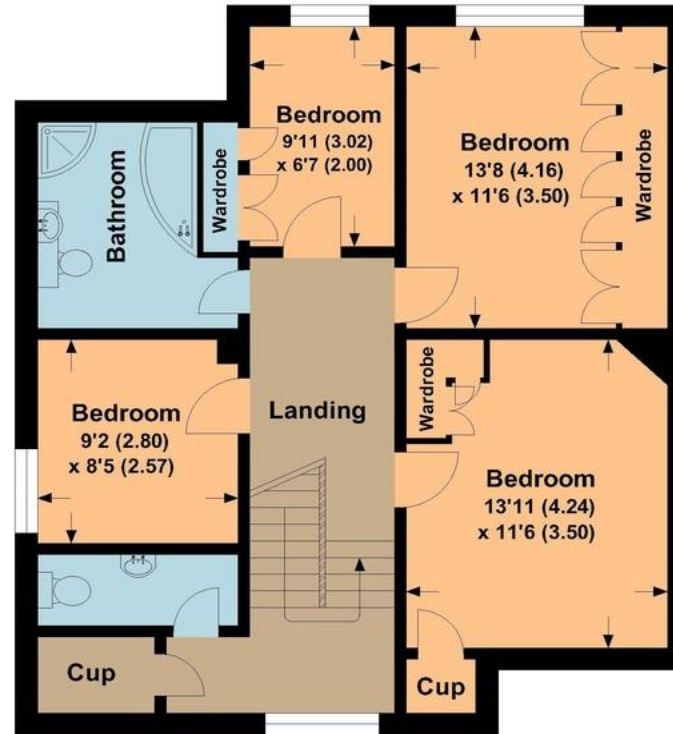 Bedroom
9'11 (3.02)
x 6'7 (2.00)
Bedroom
13'8 (4.16)
x 11'6 (3.50)
Wardrobe
Bathroom
Wardrobe
Bedroom
9'2 (2.80)
x 8'5 (2.57)
Landing
Wardrobe
Bedroom
13'11 (4.24)
x 11'6 (3.50)
Cup
Cup